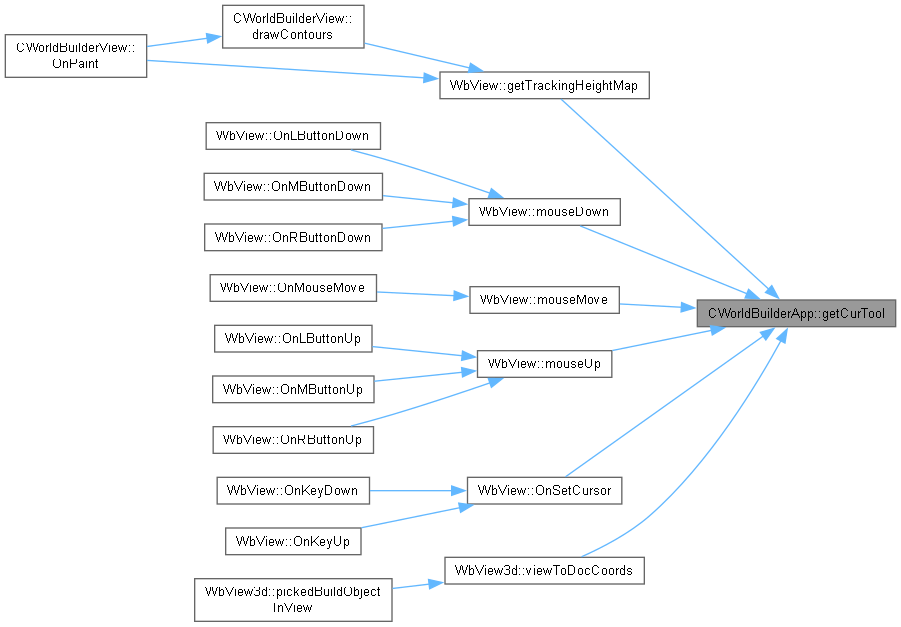 CWorldBuilderView::
drawContours
CWorldBuilderView::
OnPaint
WbView::getTrackingHeightMap
WbView::OnLButtonDown
WbView::OnMButtonDown
WbView::mouseDown
WbView::OnRButtonDown
WbView::OnMouseMove
WbView::mouseMove
CWorldBuilderApp::getCurTool
WbView::OnLButtonUp
WbView::mouseUp
WbView::OnMButtonUp
WbView::OnRButtonUp
WbView::OnKeyDown
WbView::OnSetCursor
WbView::OnKeyUp
WbView3d::viewToDocCoords
WbView3d::pickedBuildObject
InView